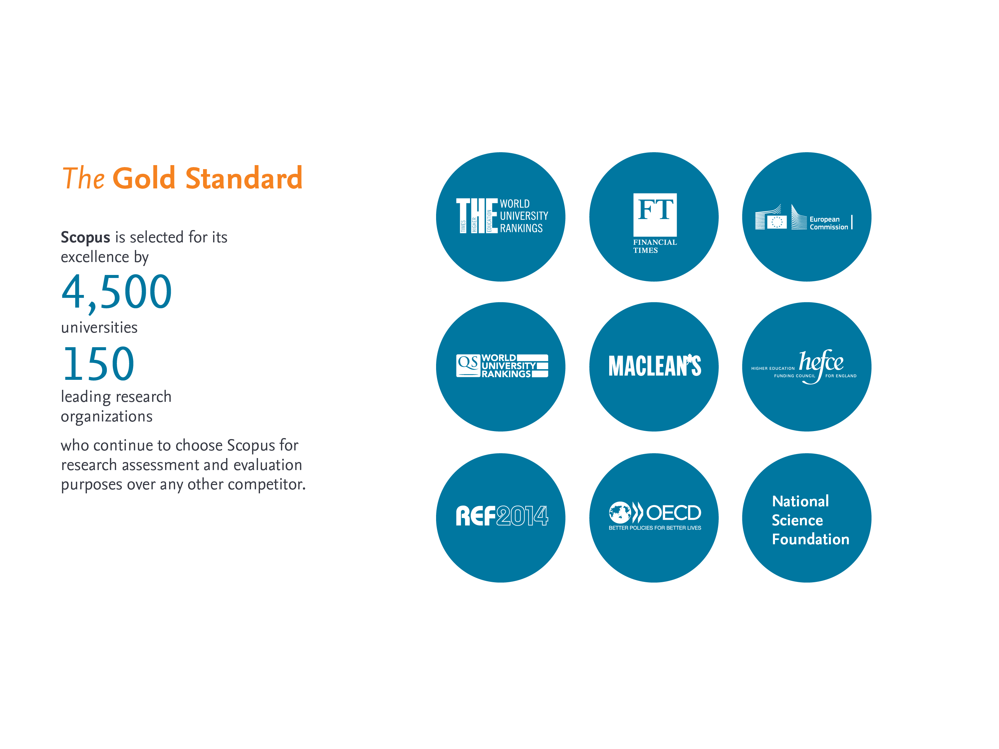 The Gold Standard
Scopus is selected for its
excellence by
4,500
universities
150
leading research
organizations
who continue to choose Scopus for
research assessment and evaluation
purposes over any other competitor.
THE
TIMES
HIGHER
EDUCATION
WORLD
UNIVERSITY
RANKINGS
FT
FINANCIAL
TIMES
European
Commission
QS
WORLD
UNIVERSITY
RANKINGS
MACLEAN'S
hefce
HIGHER EDUCATION
FUNDING COUNCIL FOR ENGLAND
REF2014
OECD
BETTER POLICIES FOR BETTER LIVES
National
Science
Foundation